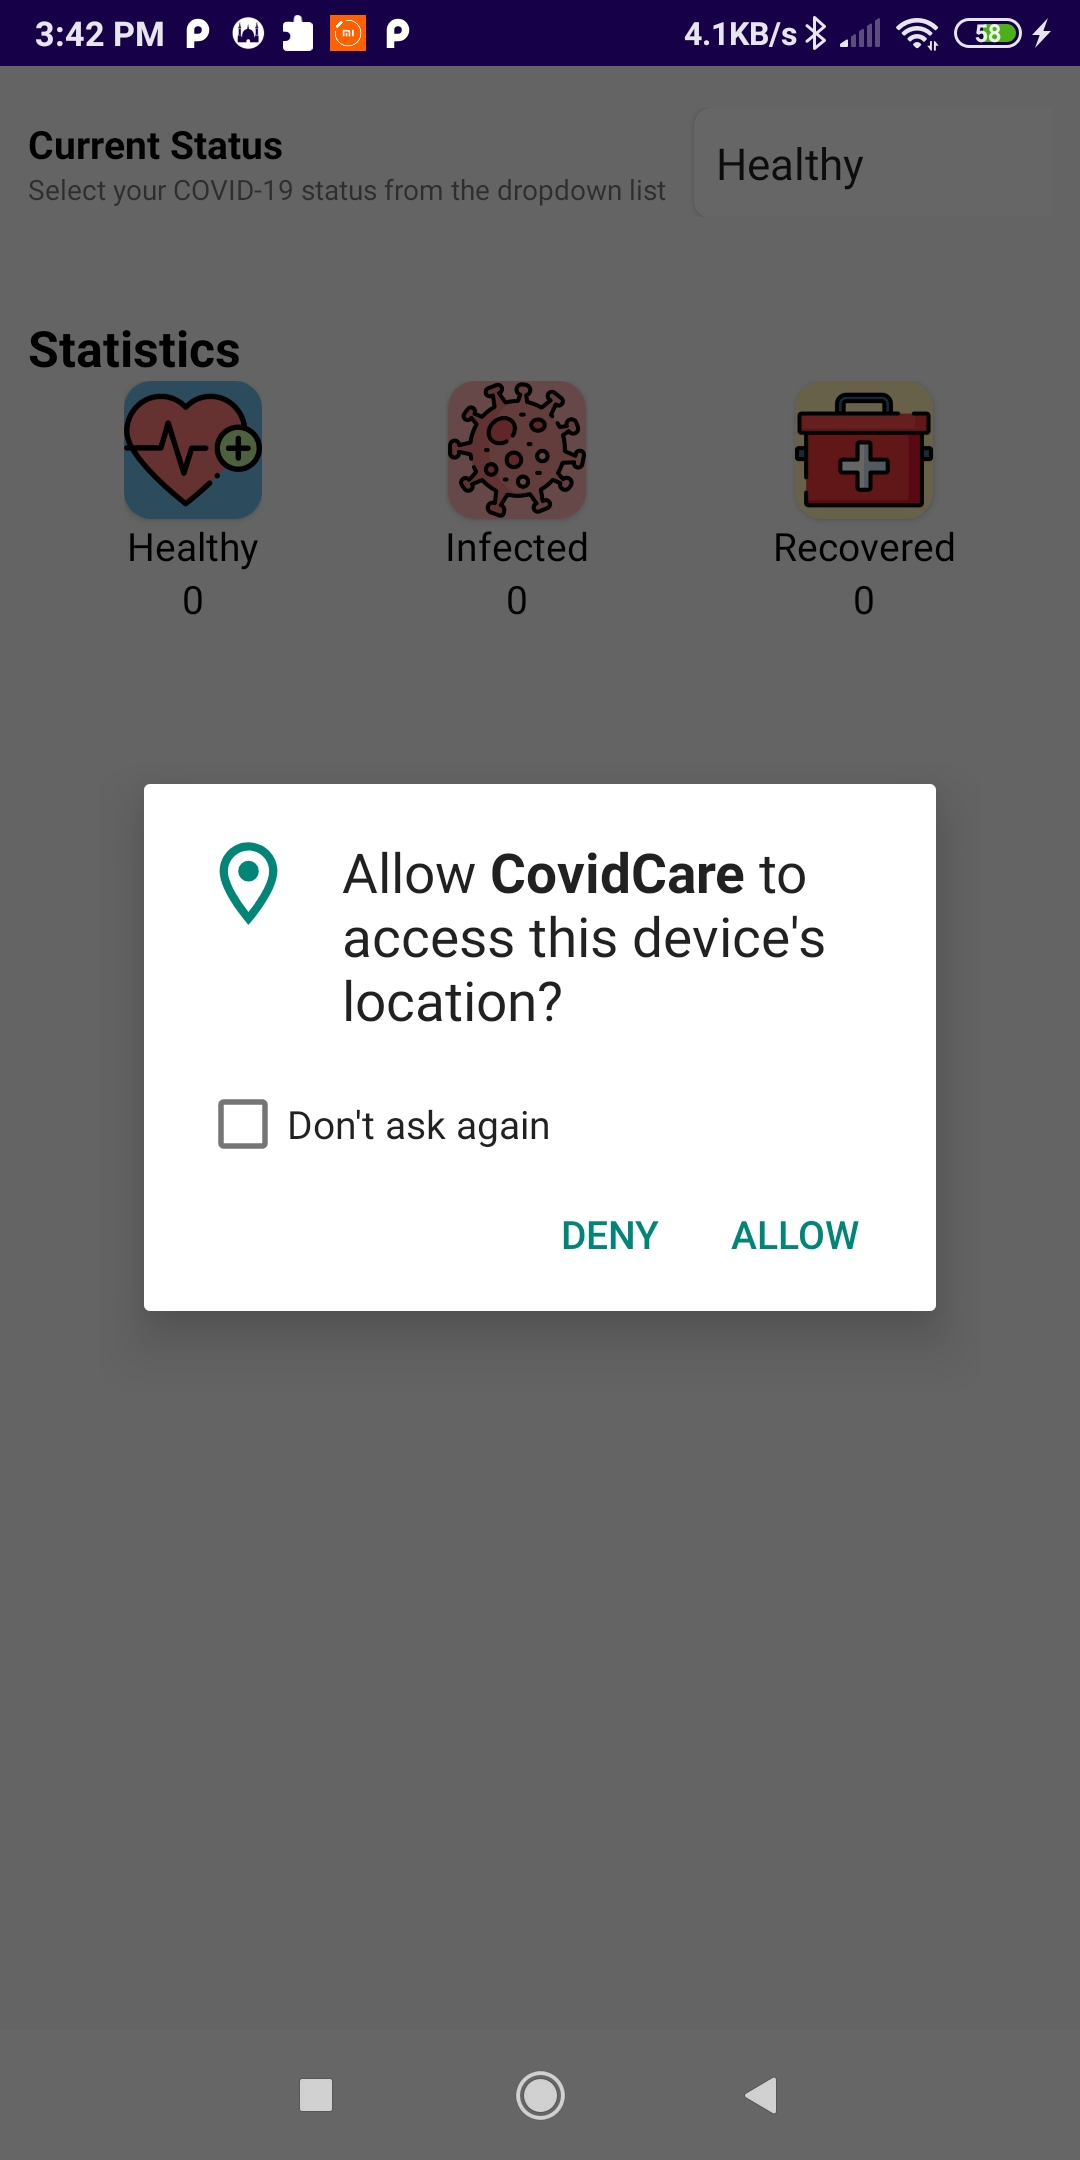 3:42 PM 4.1KB/s 58
Current Status
Select your COVID-19 status from the dropdown list
Healthy
Statistics
Healthy Infected Recovered
0 0 0
Allow CovidCare to
access this device's
location?
Don't ask again
DENY ALLOW